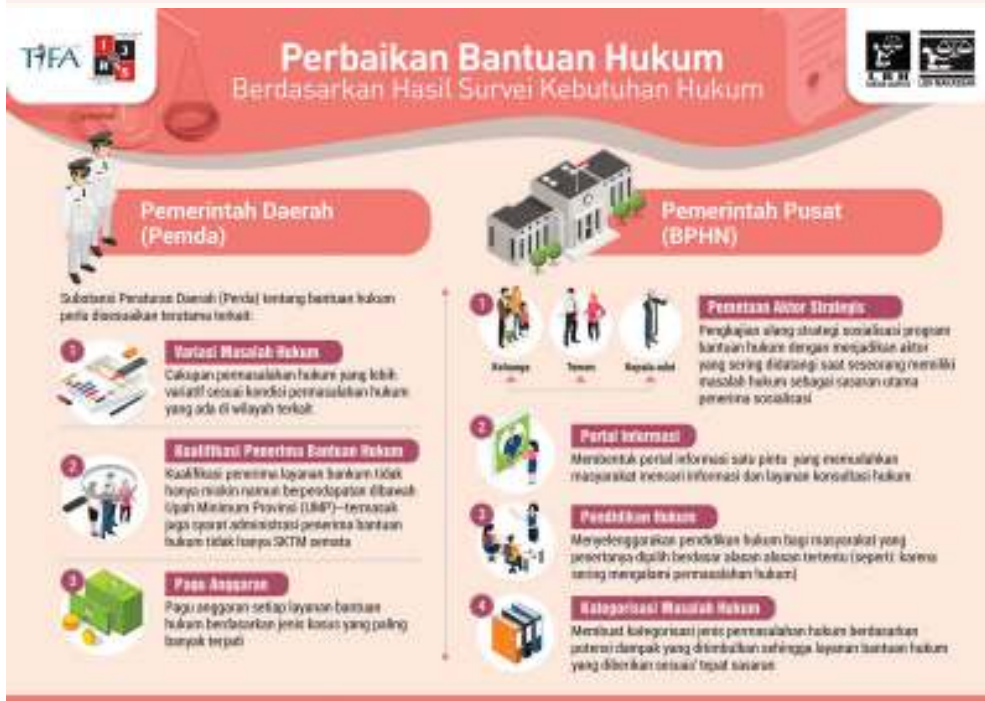 TIFA
IJRS
Perbaikan Bantuan Hukum
Berdasarkan Hasil Survei Kebutuhan Hukum
LBH MAKASSAR
Pemerintah Daerah
(Pemda)
Substansi Peraturan Daerah (Perda) tentang bantuan hukum
perlu disesuaikan terutama terkait:
1
Variasi Masalah Hukum
Cakupan permasalahan hukum yang lebih
variatif sesuai kondisi permasalahan hukum
yang ada di wilayah terkait
2
Kualifikasi Penerima Bantuan Hukum
Kualifikasi penerima layanan bankum tidak
hanya miskin namun berpendapatan dibawah
Upah Minimum Provinsi (UMP)—termasuk
juga syarat administrasi penerima bantuan
hukum tidak hanya SKTM semata
3
Pagu Anggaran
Pagu anggaran setiap layanan bantuan
hukum berdasarkan jenis kasus yang paling
banyak terjadi
Pemerintah Pusat
(BPHN)
1
Keluarga Teman Kepala adat
Pemetaan Aktor Strategis
Pengkajian ulang strategi sosialisasi program
bantuan hukum dengan menjadikan aktor
yang sering didatangi saat seseorang memiliki
masalah hukum sebagai sasaran utama
penerima sosialisasi
2
Portal Informasi
Membentuk portal informasi satu pintu yang memudahkan
masyarakat mencari informasi dan layanan konsultasi hukum
3
Pendidikan Hukum
Menyelenggarakan pendidikan hukum bagi masyarakat yang
pesertanya dipilih berdasar alasan alasan tertentu (seperti: karena
sering mengalami permasalahan hukum)
4
Kategorisasi Masalah Hukum
Membuat kategorisasi jenis permasalahan hukum berdasarkan
potensi dampak yang ditimbulkan sehingga layanan bantuan hukum
yang diberikan sesuai/ tepat sasaran